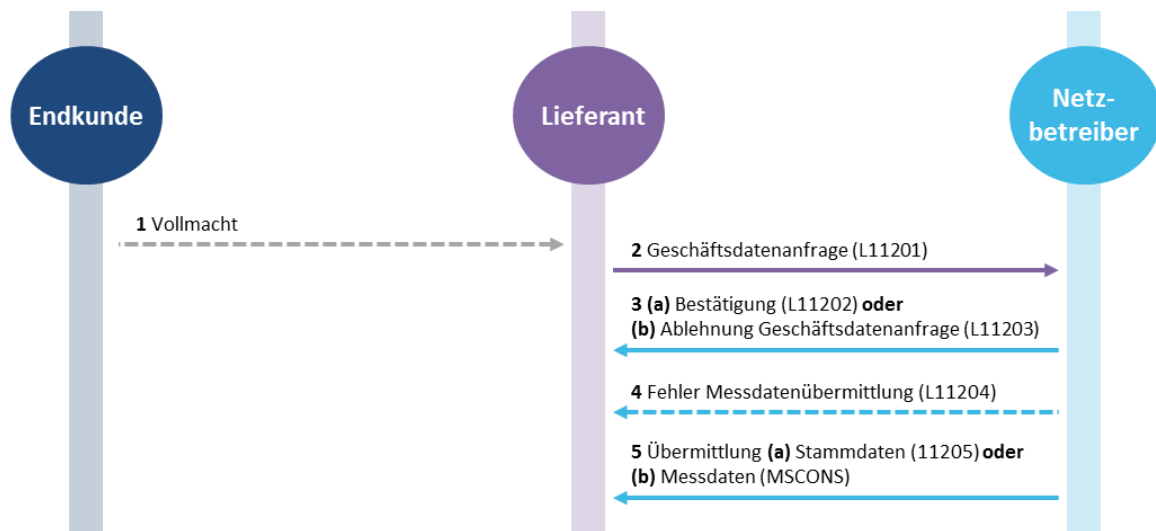 Endkunde
Lieferant
Netz-
betreiber
1 Vollmacht
2 Geschäftsdatenanfrage (L11201)
3 (a) Bestätigung (L11202) oder
(b) Ablehnung Geschäftsdatenanfrage (L11203)
4 Fehler Messdatenübermittlung (L11204)
5 Übermittlung (a) Stammdaten (11205) oder
(b) Messdaten (MSCONS)